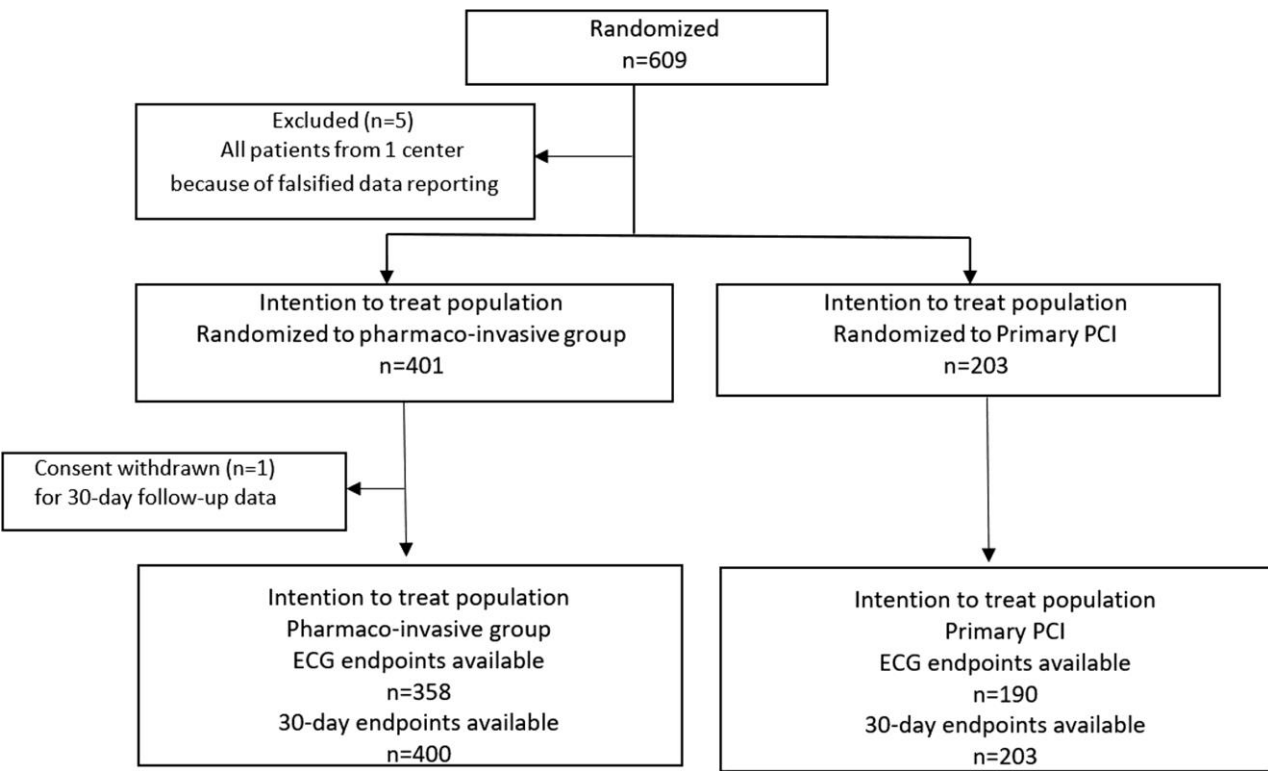 Randomized
n=609
Excluded (n=5)
All patients from 1 center
because of falsified data reporting
Intention to treat population
Randomized to pharmaco-invasive group
n=401
Intention to treat population
Randomized to Primary PCI
n=203
Consent withdrawn (n=1)
for 30-day follow-up data
Intention to treat population
Pharmaco-invasive group
ECG endpoints available
n=358
30-day endpoints available
n=400
Intention to treat population
Primary PCI
ECG endpoints available
n=190
30-day endpoints available
n=203